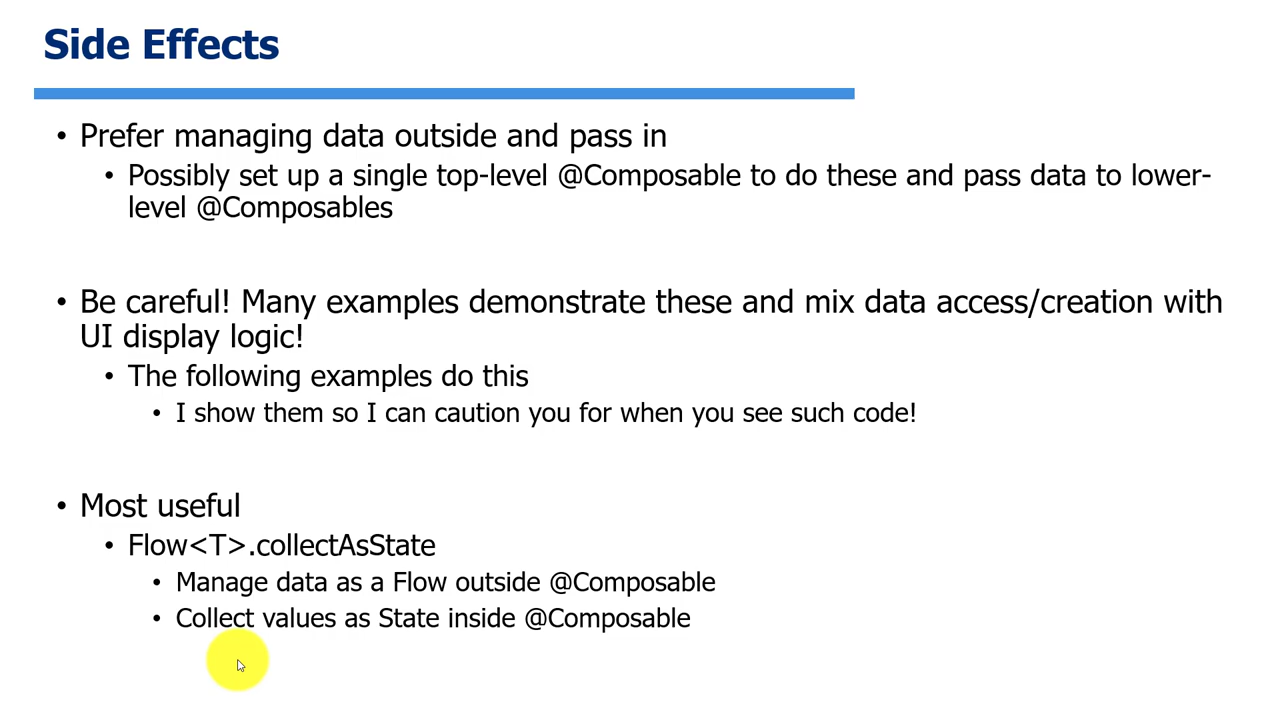 Side Effects
• Prefer managing data outside and pass in
• Possibly set up a single top-level @Composable to do these and pass data to lower-
level @Composables
• Be careful! Many examples demonstrate these and mix data access/creation with
UI display logic!
• The following examples do this
• I show them so I can caution you for when you see such code!
• Most useful
• Flow<T>.collectAsState
• Manage data as a Flow outside @Composable
• Collect values as State inside @Composable